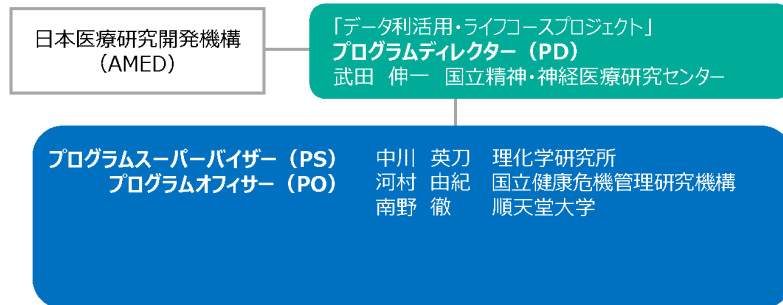 日本医療研究開発機構
（AMED）
「データ利活用・ライフコースプロジェクト」
プログラムディレクター（PD）
武田 伸一 国立精神・神経医療研究センター
プログラムスーパーバイザー（PS） 中川 英刀 理化学研究所
プログラムオフィサー（PO） 河村 由紀 国立健康危機管理研究機構
南野 徹 順天堂大学